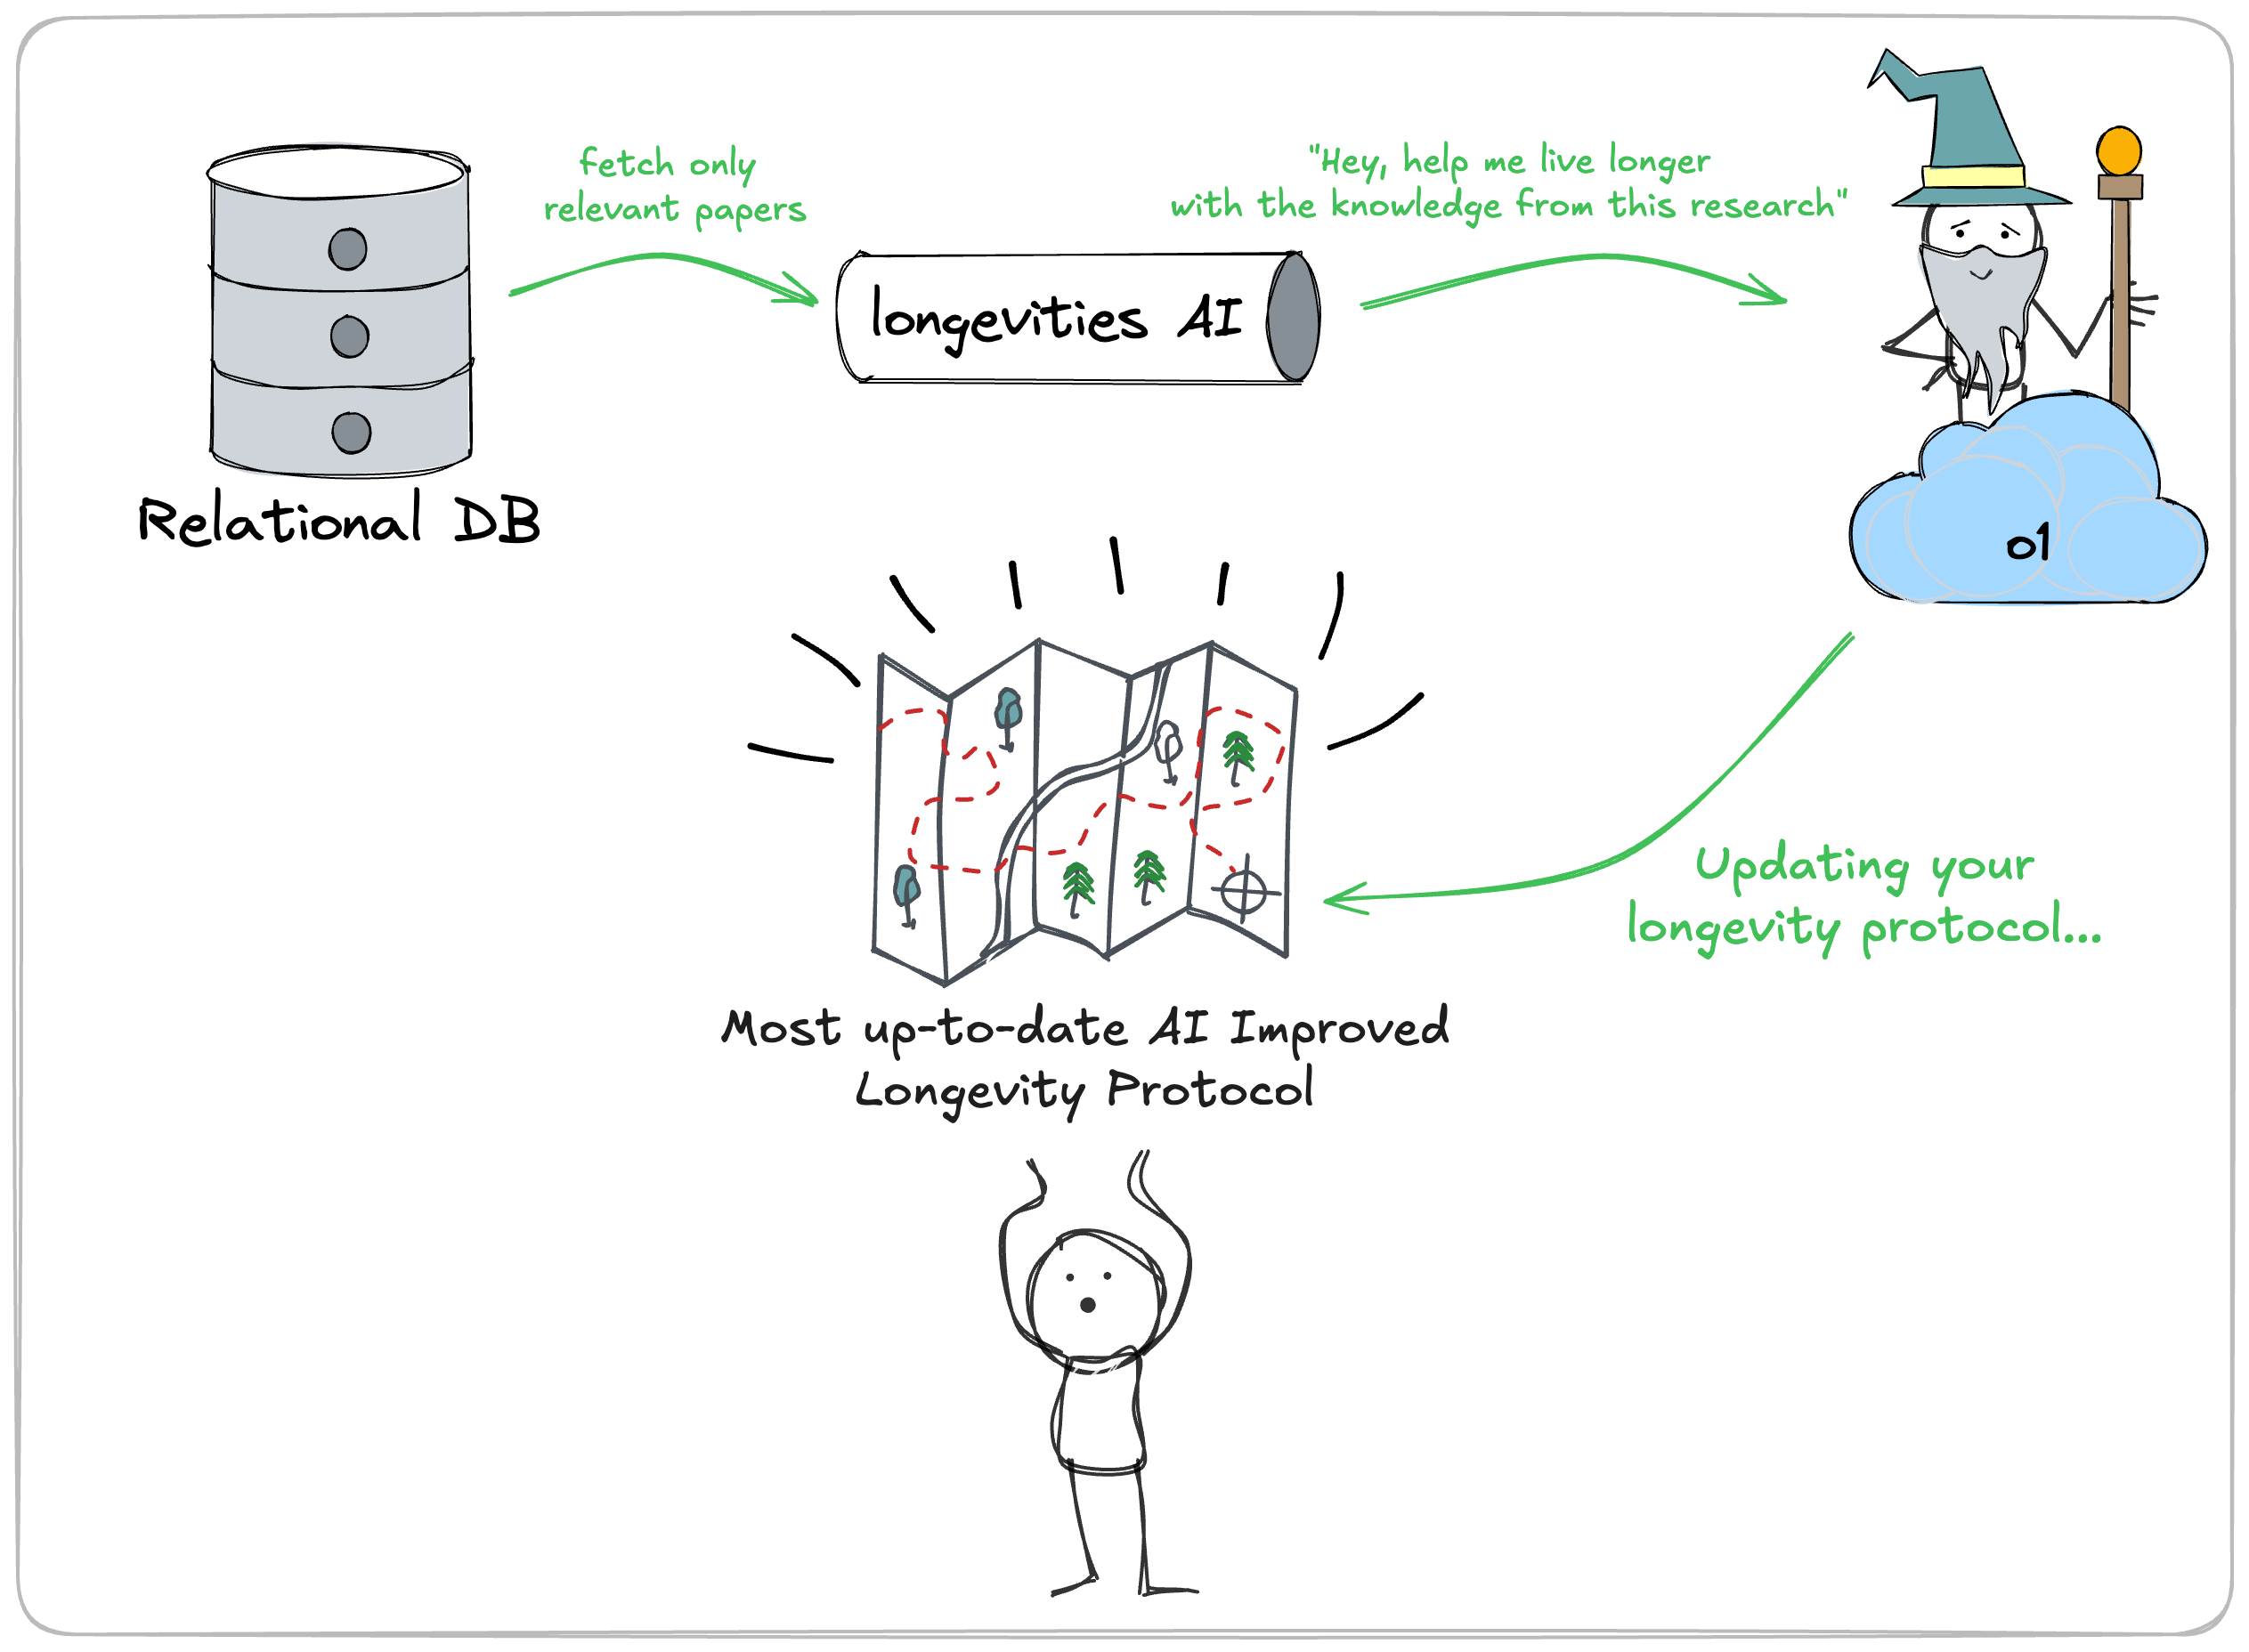 fetch only
relevant papers
"Hey, help me live longer
with the knowledge from this research"
longevities AI
Relational DB
o1
Updating your
longevity protocol...
Most up-to-date AI Improved
Longevity Protocol